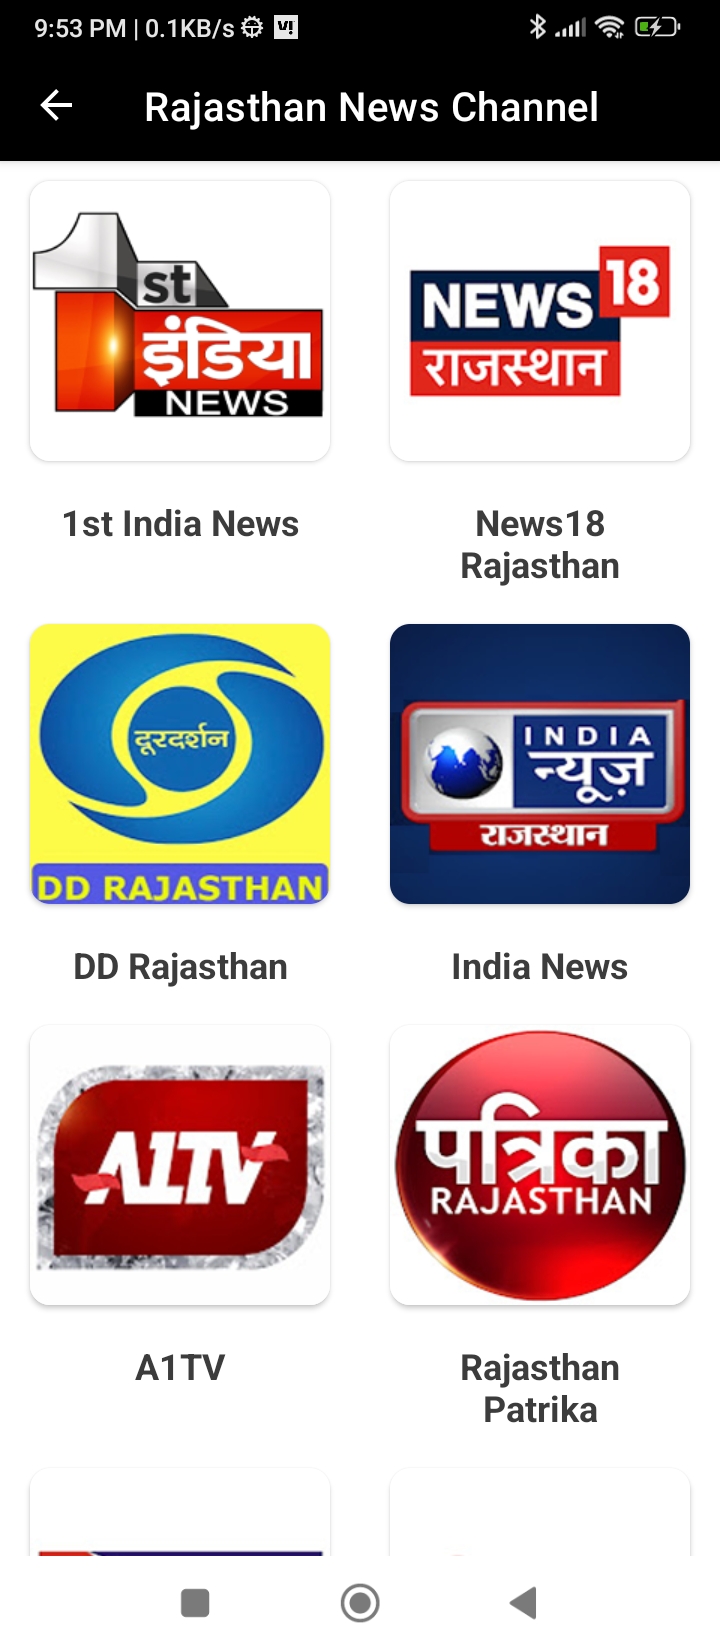 9:53 PM | 0.1KB/s
Rajasthan News Channel
1st
इंडिया
NEWS
NEWS 18
राजस्थान
1st India News
News18
Rajasthan
दूरदर्शन
DD RAJASTHAN
INDIA
न्यूज़
राजस्थान
DD Rajasthan
India News
A1TV
पत्रिका
RAJASTHAN
A1TV
Rajasthan
Patrika